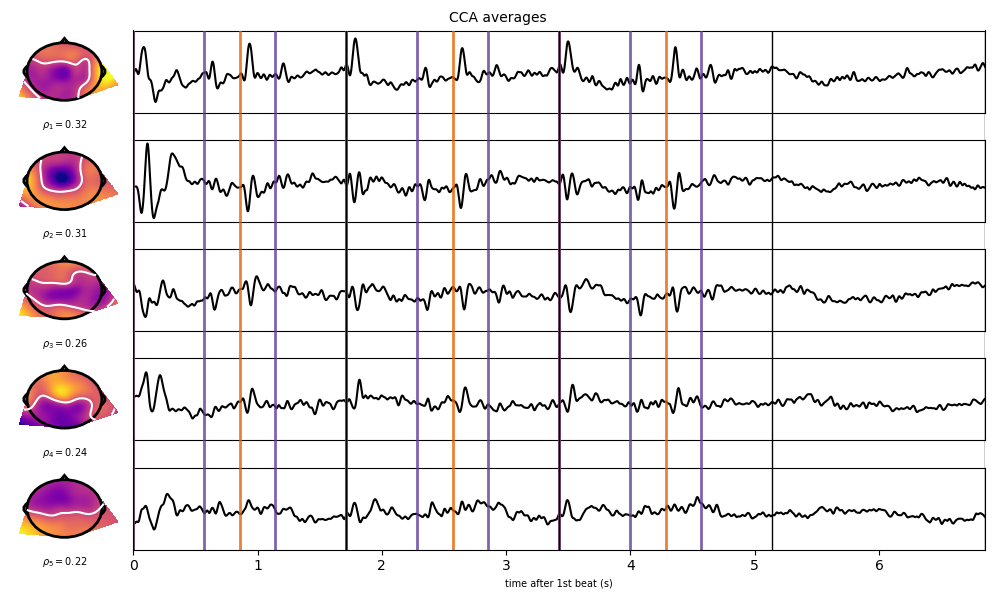 CCA averages
ρ₁ = 0.32
ρ₂ = 0.31
ρ₃ = 0.26
ρ₄ = 0.24
ρ₅ = 0.22
0 1 2 3 4 5 6
time after 1st beat (s)